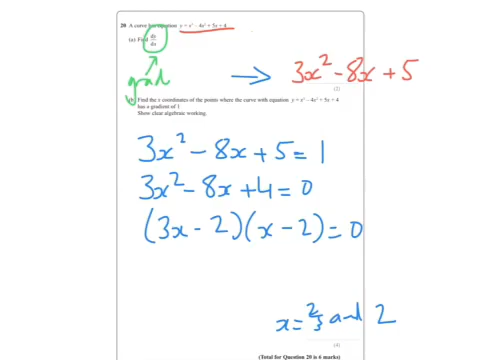 20 A curve has equation y = x³ − 4x² + 5x + 4
(a) Find dy/dx
grad
→ 3x² − 8x + 5
(2)
Find the x coordinates of the points where the curve with equation y = x³ − 4x² + 5x + 4
has a gradient of 1
Show clear algebraic working.
3x² − 8x + 5 = 1
3x² − 8x + 4 = 0
(3x − 2)(x − 2) = 0
x = 2/3 and 2
(4)
(Total for Question 20 is 6 marks)